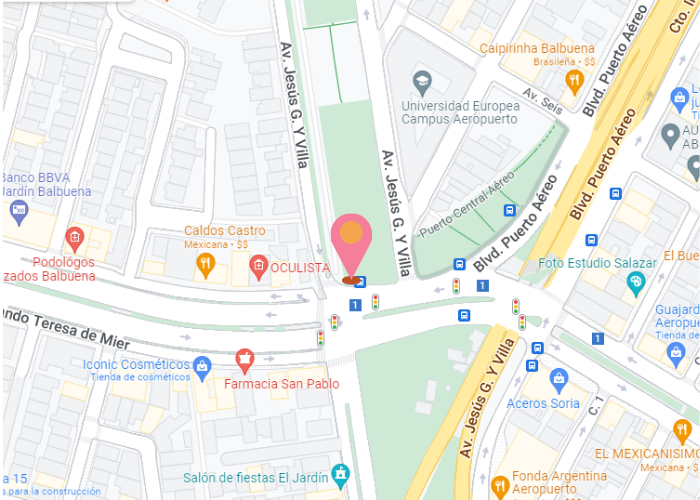 Cto. In
Blvd. Puerto Aéreo
Caipirinha Balbuena
Brasileña • $$
Av. Jesús G. Y Villa
Universidad Europea
Campus Aeropuerto
Av. Seis
Blvd. Puerto Aéreo
AU
AB
Banco BBVA
Jardín Balbuena
Av. Jesús G. Y Villa
Puerto Central Aéreo
Blvd. Puerto Aéreo
Caldos Castro
Mexicana • $$
Podólogos
zados Balbuena
OCULISTA
El Bue
Foto Estudio Salazar
1
Guajard
Aeropue
Tienda de
ndo Teresa de Mier
1
Iconic Cosméticos
Tienda de cosméticos
Farmacia San Pablo
Av. Jesús G. Y Villa
Aceros Soria
C. 1
EL MEXICANISIMO
Mexicana • $$
a 15
s para la construcción
Salón de fiestas El Jardín
Fonda Argentina
Aeropuerto